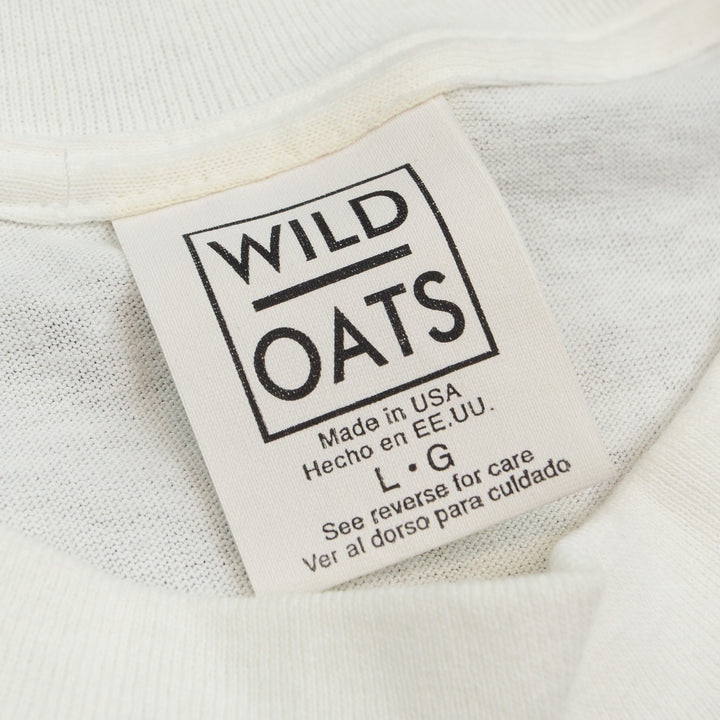 WILD
OATS
Made in USA
Hecho en EE.UU.
L • G
See reverse for care
Ver al dorso para culdado